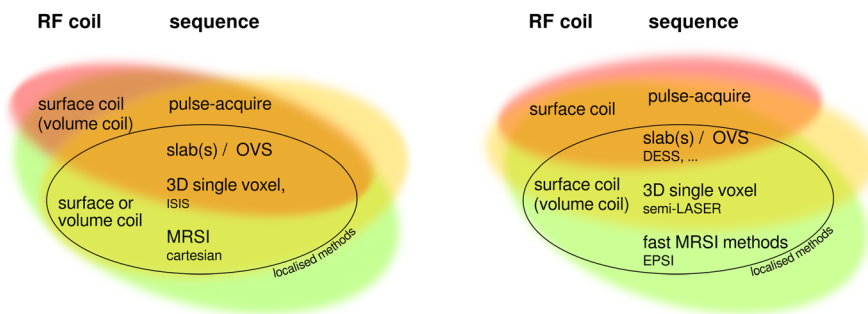 RF coil sequence
surface coil pulse-acquire
(volume coil)
slab(s) / OVS
3D single voxel,
ISIS
surface or
volume coil
MRSI
cartesian
localised methods
RF coil sequence
pulse-acquire
surface coil
slab(s) / OVS
DESS, ...
surface coil 3D single voxel
(volume coil) semi-LASER
fast MRSI methods
EPSI
localised methods